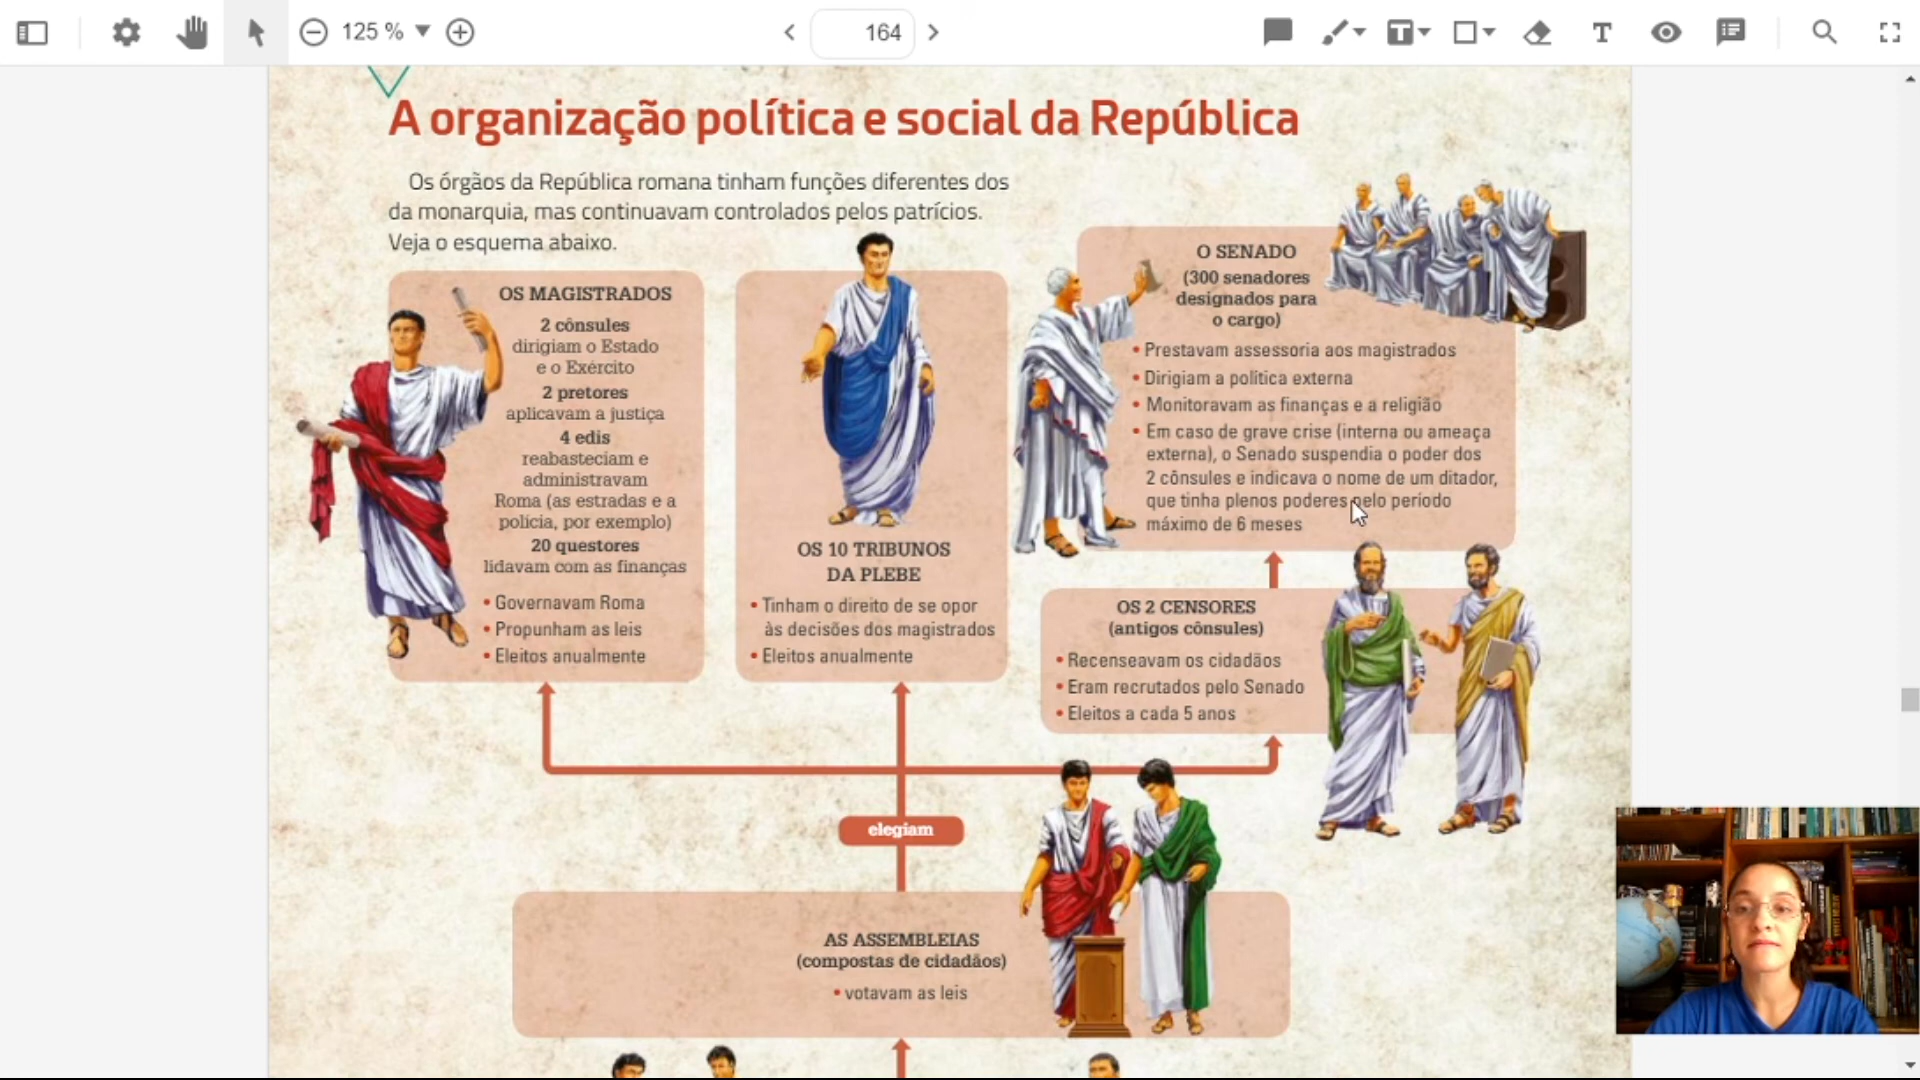 125 %
164
A organização política e social da República
Os órgãos da República romana tinham funções diferentes dos
da monarquia, mas continuavam controlados pelos patrícios.
Veja o esquema abaixo.
OS MAGISTRADOS
2 cônsules
dirigiam o Estado
e o Exército
2 pretores
aplicavam a justiça
4 edis
reabasteciam e
administravam
Roma (as estradas e a
polícia, por exemplo)
20 questores
lidavam com as finanças
• Governavam Roma
• Propunham as leis
• Eleitos anualmente
OS 10 TRIBUNOS
DA PLEBE
• Tinham o direito de se opor
às decisões dos magistrados
• Eleitos anualmente
O SENADO
(300 senadores
designados para
o cargo)
• Prestavam assessoria aos magistrados
• Dirigiam a política externa
• Monitoravam as finanças e a religião
• Em caso de grave crise (interna ou ameaça
externa), o Senado suspendia o poder dos
2 cônsules e indicava o nome de um ditador,
que tinha plenos poderes pelo período
máximo de 6 meses
OS 2 CENSORES
(antigos cônsules)
• Recenseavam os cidadãos
• Eram recrutados pelo Senado
• Eleitos a cada 5 anos
elegiam
AS ASSEMBLEIAS
(compostas de cidadãos)
• votavam as leis